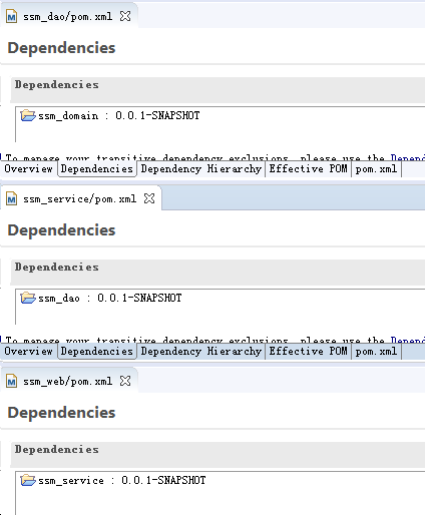 ssm_dao/pom.xml
Dependencies
Dependencies
ssm_domain : 0.0.1-SNAPSHOT
To manage your transitive dependency exclusions, please use the Depend
Overview Dependencies Dependency Hierarchy Effective POM pom.xml
ssm_service/pom.xml
Dependencies
Dependencies
ssm_dao : 0.0.1-SNAPSHOT
To manage your transitive dependency exclusions, please use the Depend
Overview Dependencies Dependency Hierarchy Effective POM pom.xml
ssm_web/pom.xml
Dependencies
Dependencies
ssm_service : 0.0.1-SNAPSHOT